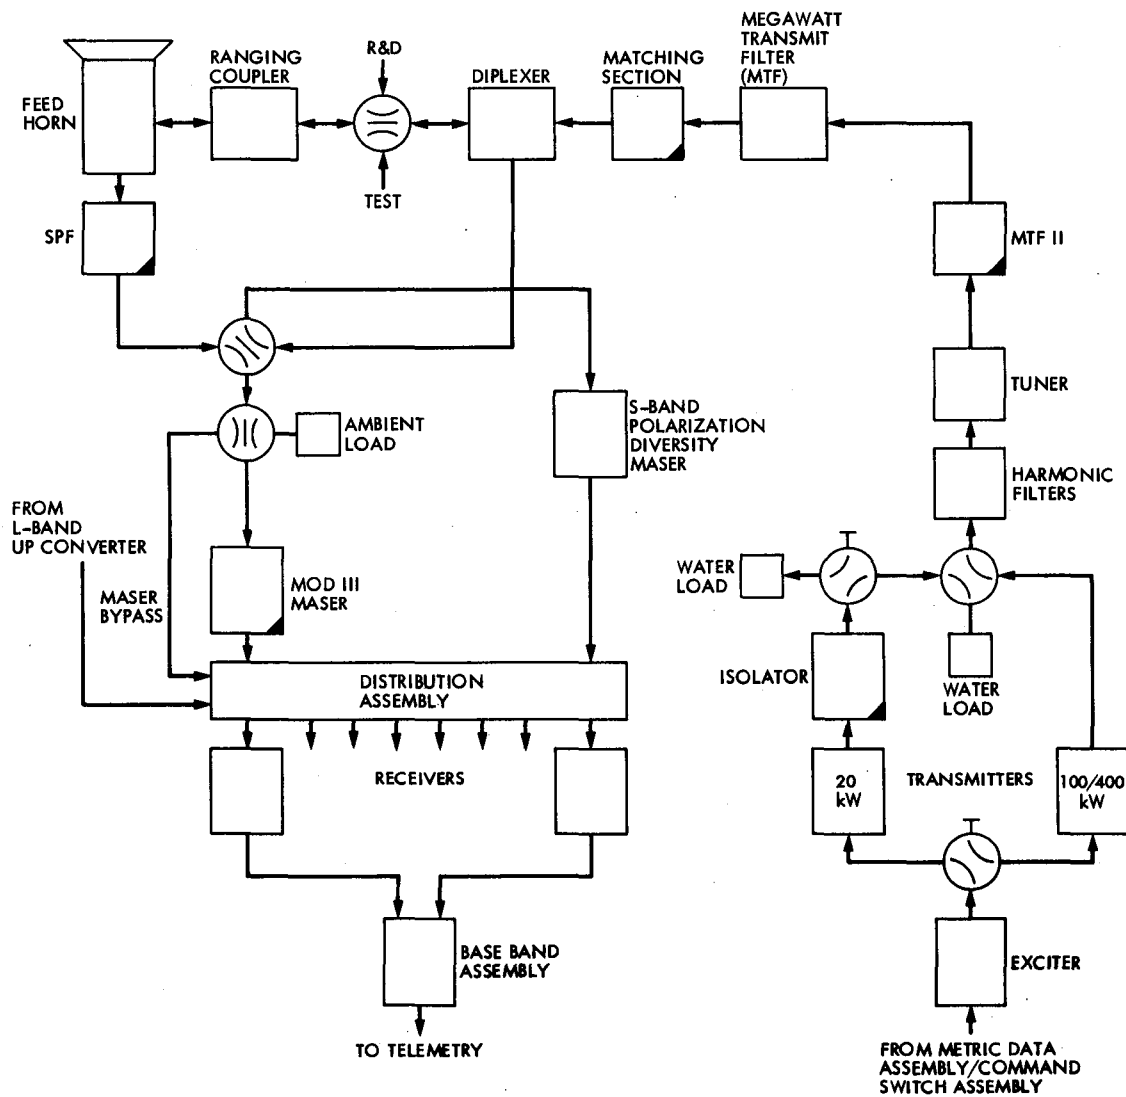 MEGAWATT
TRANSMIT
FILTER
(MTF)
R&D
RANGING
COUPLER
DIPLEXER
MATCHING
SECTION
FEED
HORN
TEST
SPF
MTF II
TUNER
AMBIENT
LOAD
S-BAND
POLARIZATION
DIVERSITY
MASER
HARMONIC
FILTERS
FROM
L-BAND
UP CONVERTER
MASER
BYPASS
MOD III
MASER
WATER
LOAD
ISOLATOR
WATER
LOAD
DISTRIBUTION
ASSEMBLY
RECEIVERS
20
kW
TRANSMITTERS
100/400
kW
BASE BAND
ASSEMBLY
EXCITER
TO TELEMETRY
FROM METRIC DATA
ASSEMBLY/COMMAND
SWITCH ASSEMBLY